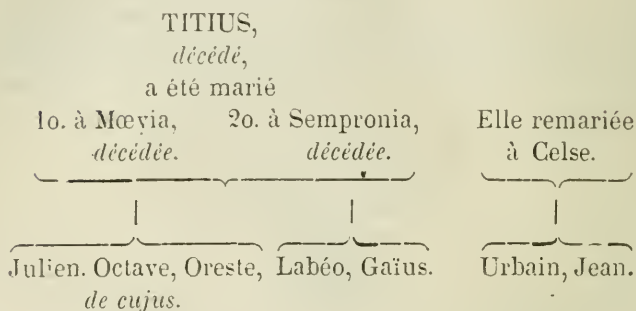 TITIUS,
décédé,
a été marié
1o. à Mœvia, 2o. à Sempronia, Elle remariée
décédée. décédée. à Celse.
Julien. Octave, Oreste, Labéo, Gaïus. Urbain, Jean.
de cujus.